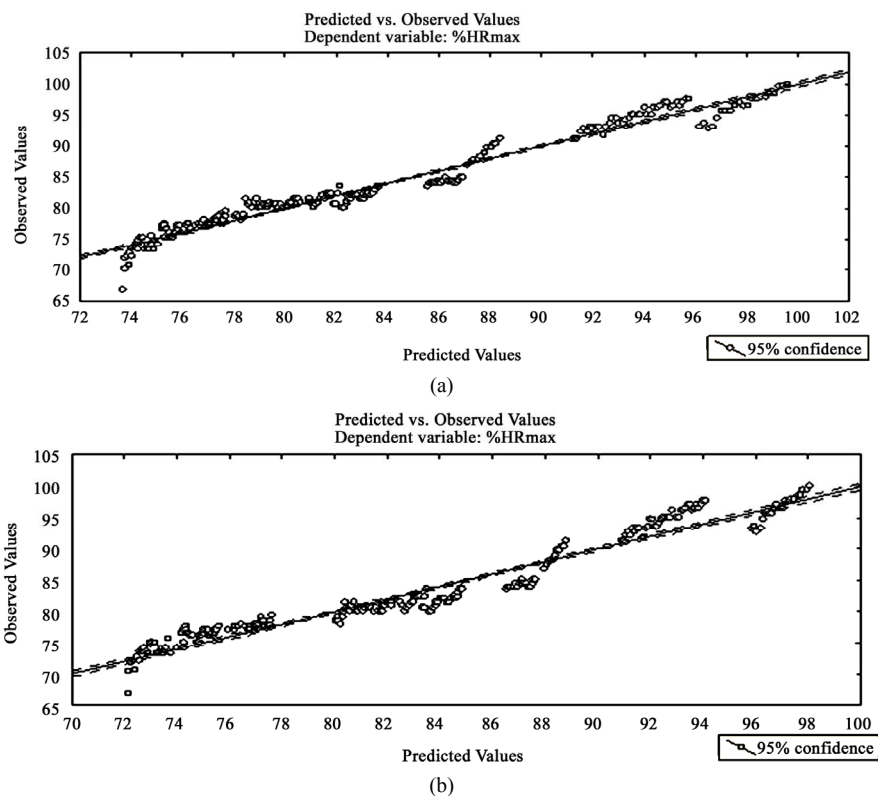 Predicted vs. Observed Values
Dependent variable: %HRmax
105
100
95
90
85
80
75
70
65
Observed Values
72 74 76 78 80 82 84 86 88 90 92 94 96 98 100 102
Predicted Values
95% confidence
(a)
Predicted vs. Observed Values
Dependent variable: %HRmax
105
100
95
90
85
80
75
70
65
Observed Values
70 72 74 76 78 80 82 84 86 88 90 92 94 96 98 100
Predicted Values
95% confidence
(b)